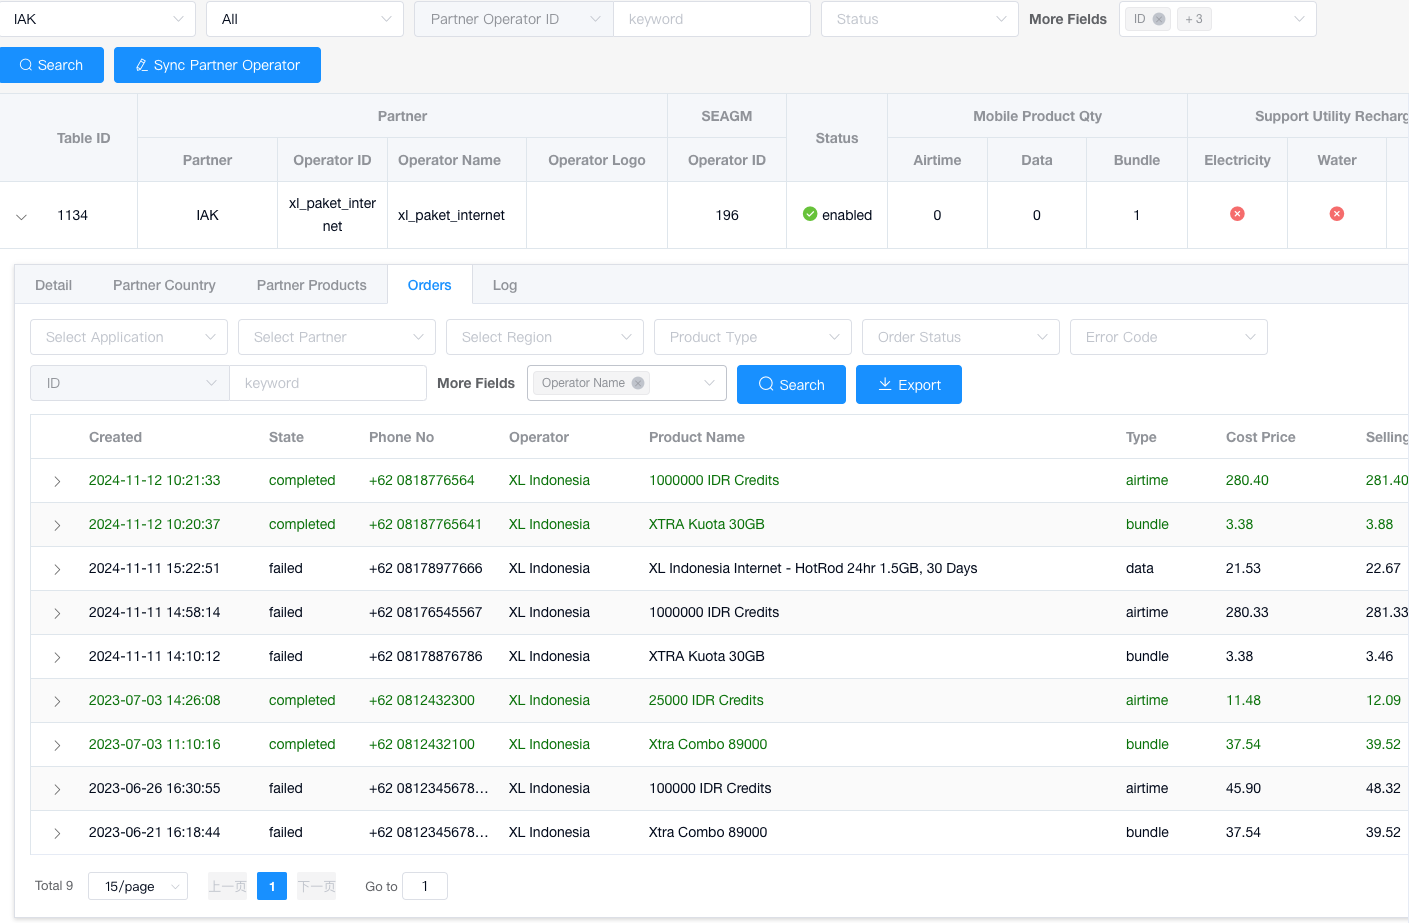 IAK All Partner Operator ID keyword Status More Fields ID + 3
Search Sync Partner Operator
Table ID Partner SEAGM Status Mobile Product Qty Support Utility Recharg
Partner Operator ID Operator Name Operator Logo Operator ID Airtime Data Bundle Electricity Water
1134 IAK xl_paket_inter
net xl_paket_internet 196 enabled 0 0 1
Detail Partner Country Partner Products Orders Log
Select Application Select Partner Select Region Product Type Order Status Error Code
ID keyword More Fields Operator Name Search Export
Created State Phone No Operator Product Name Type Cost Price Selling
2024-11-12 10:21:33 completed +62 0818776564 XL Indonesia 1000000 IDR Credits airtime 280.40 281.40
2024-11-12 10:20:37 completed +62 08187765641 XL Indonesia XTRA Kuota 30GB bundle 3.38 3.88
2024-11-11 15:22:51 failed +62 08178977666 XL Indonesia XL Indonesia Internet - HotRod 24hr 1.5GB, 30 Days data 21.53 22.67
2024-11-11 14:58:14 failed +62 08176545567 XL Indonesia 1000000 IDR Credits airtime 280.33 281.33
2024-11-11 14:10:12 failed +62 08178876786 XL Indonesia XTRA Kuota 30GB bundle 3.38 3.46
2023-07-03 14:26:08 completed +62 0812432300 XL Indonesia 25000 IDR Credits airtime 11.48 12.09
2023-07-03 11:10:16 completed +62 0812432100 XL Indonesia Xtra Combo 89000 bundle 37.54 39.52
2023-06-26 16:30:55 failed +62 0812345678... XL Indonesia 100000 IDR Credits airtime 45.90 48.32
2023-06-21 16:18:44 failed +62 0812345678... XL Indonesia Xtra Combo 89000 bundle 37.54 39.52
Total 9 15/page 上一页 1 下一页 Go to 1